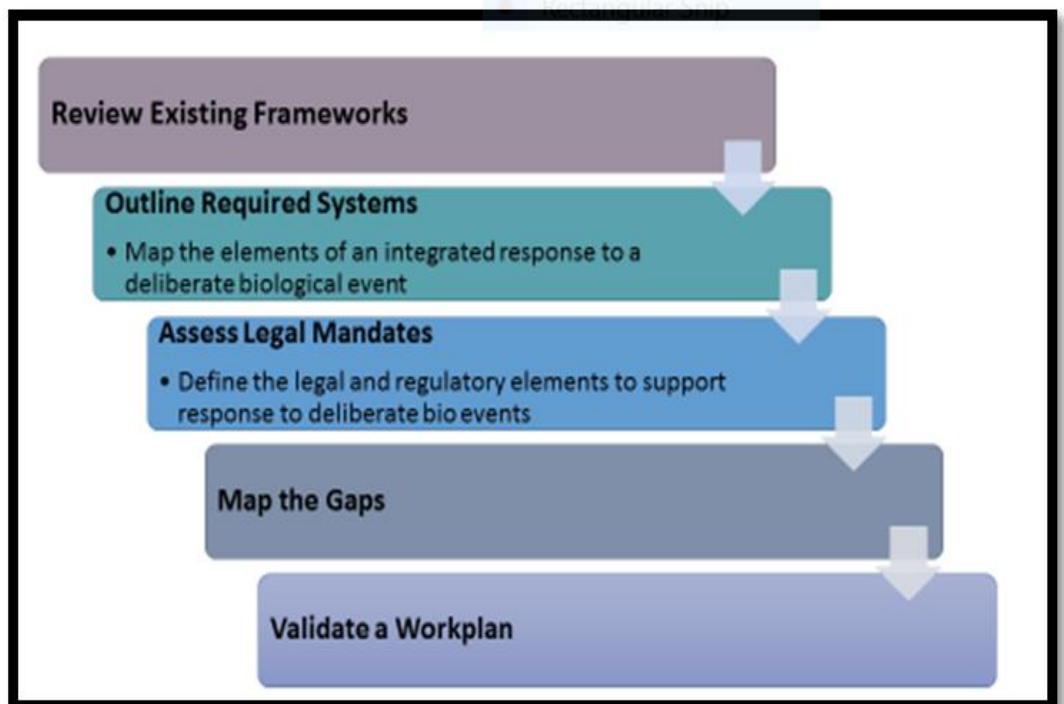 Rectangular Snip
Review Existing Frameworks
Outline Required Systems
• Map the elements of an integrated response to a
deliberate biological event
Assess Legal Mandates
• Define the legal and regulatory elements to support
response to deliberate bio events
Map the Gaps
Validate a Workplan